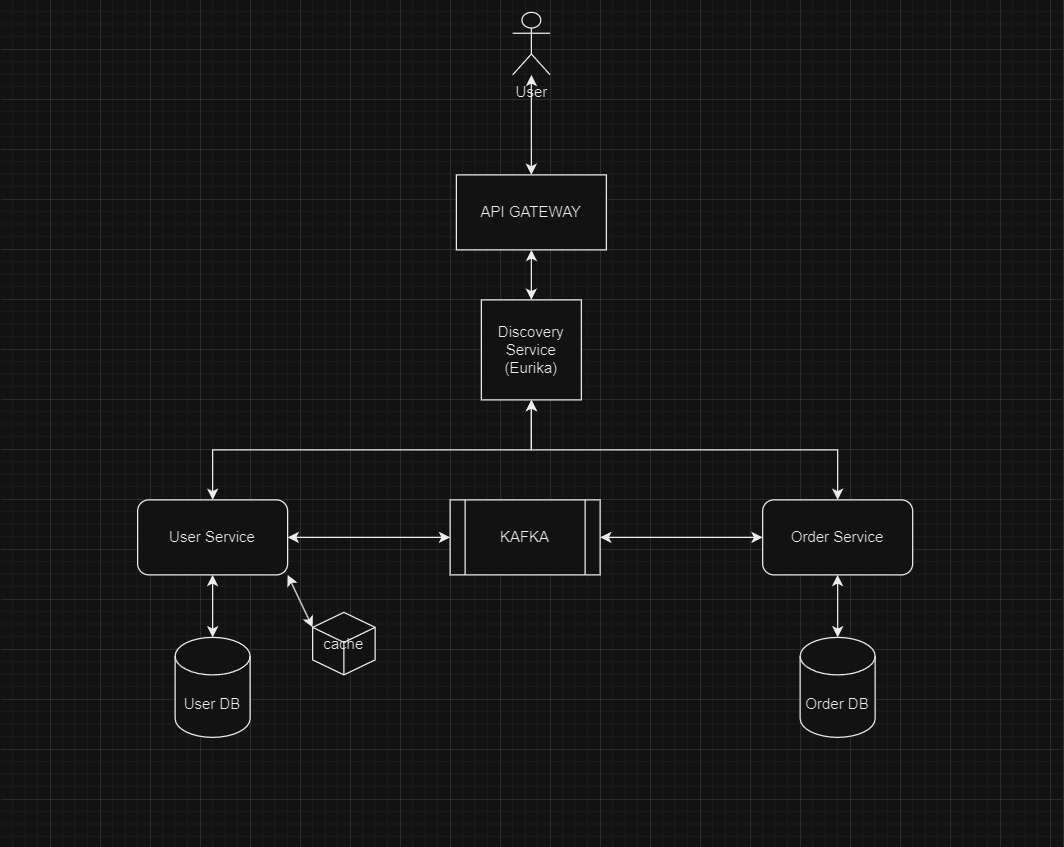 User
API GATEWAY
Discovery
Service
(Eurika)
User Service
KAFKA
Order Service
cache
User DB
Order DB